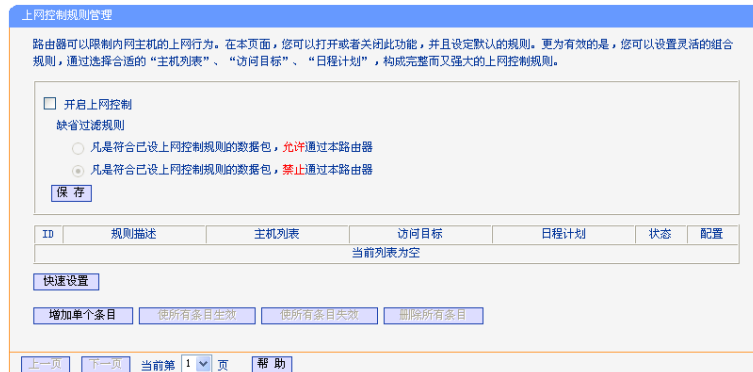 上网控制规则管理
路由器可以限制内网主机的上网行为。在本页面，您可以打开或者关闭此功能，并且设定默认的规则。更为有效的是，您可以设置灵活的组合
规则，通过选择合适的“主机列表”、“访问目标”、“日程计划”，构成完整而又强大的上网控制规则。
开启上网控制
缺省过滤规则
凡是符合已设上网控制规则的数据包，允许通过本路由器
凡是符合已设上网控制规则的数据包，禁止通过本路由器
保 存
ID 规则描述 主机列表 访问目标 日程计划 状态 配置
当前列表为空
快速设置
增加单个条目 使所有条目生效 使所有条目失效 删除所有条目
上一页 下一页 当前第 1 页 帮 助